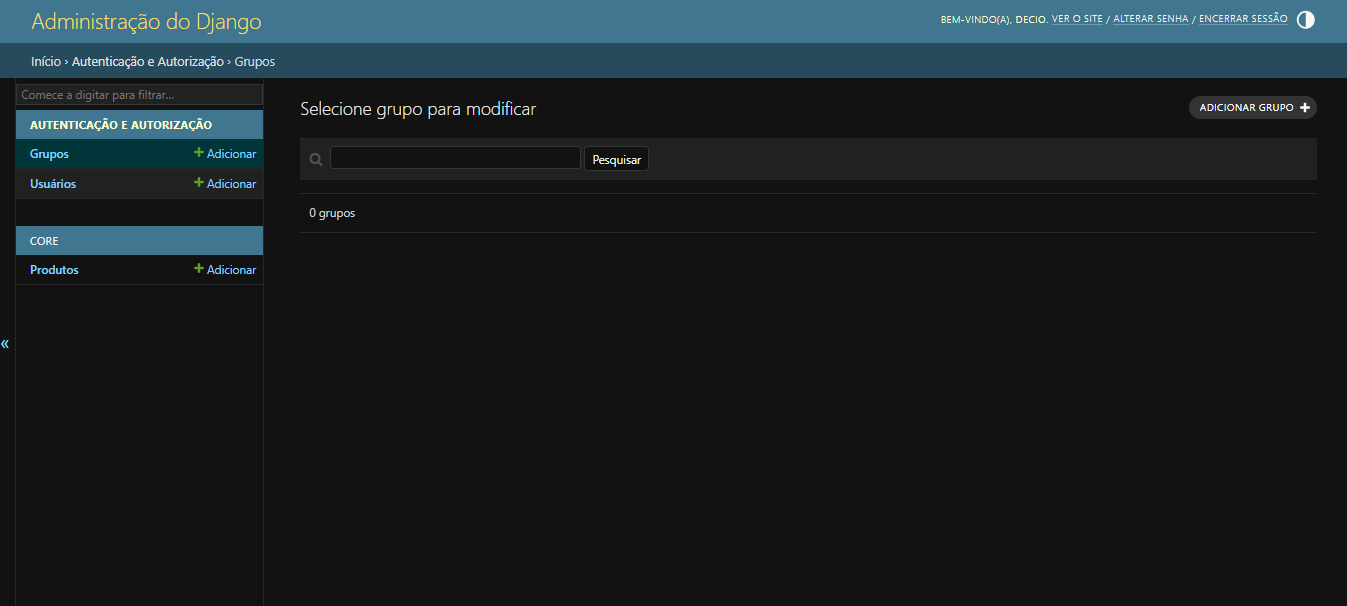 Administração do Django
BEM-VINDO(A), DECIO. VER O SITE / ALTERAR SENHA / ENCERRAR SESSÃO
Início › Autenticação e Autorização › Grupos
Comece a digitar para filtrar...
AUTENTICAÇÃO E AUTORIZAÇÃO
Grupos + Adicionar
Usuários + Adicionar
CORE
Produtos + Adicionar
«
Selecione grupo para modificar
ADICIONAR GRUPO +
Pesquisar
0 grupos